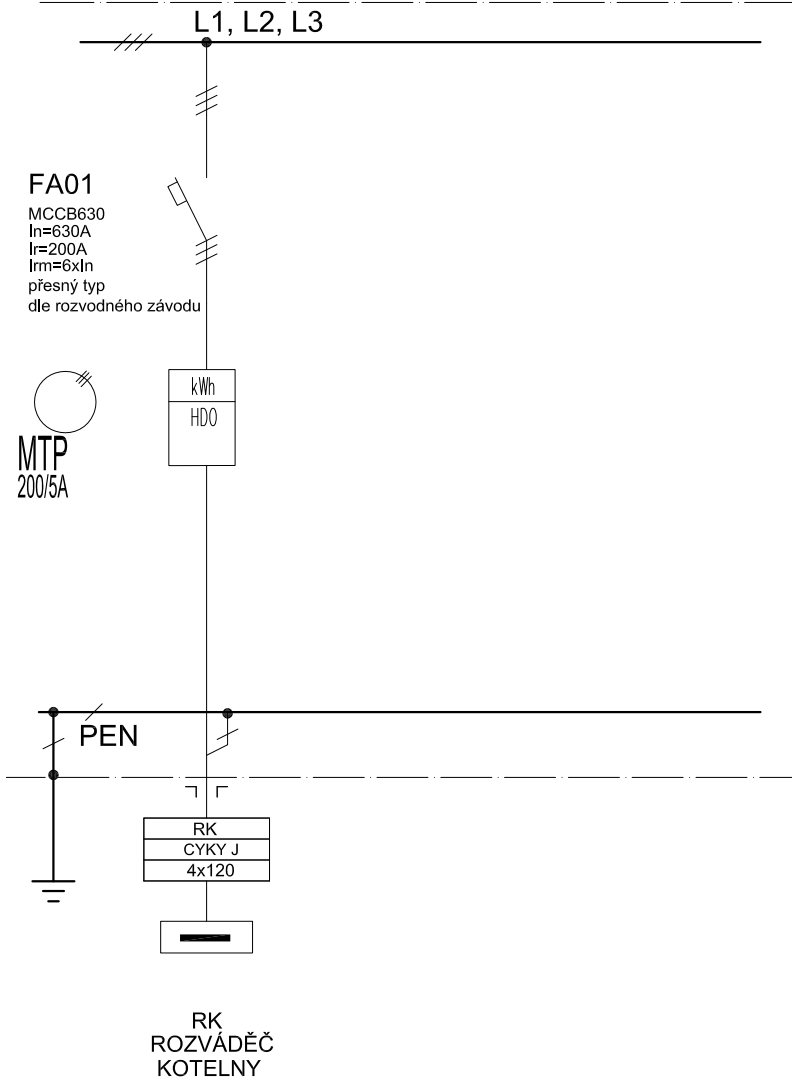 L1, L2, L3
FA01
MCCB630
In=630A
Ir=200A
Irm=6xIn
přesný typ
dle rozvodného závodu
kWh
HDO
MTP
200/5A
PEN
RK
CYKY J
4x120
RK
ROZVÁDĚČ
KOTELNY